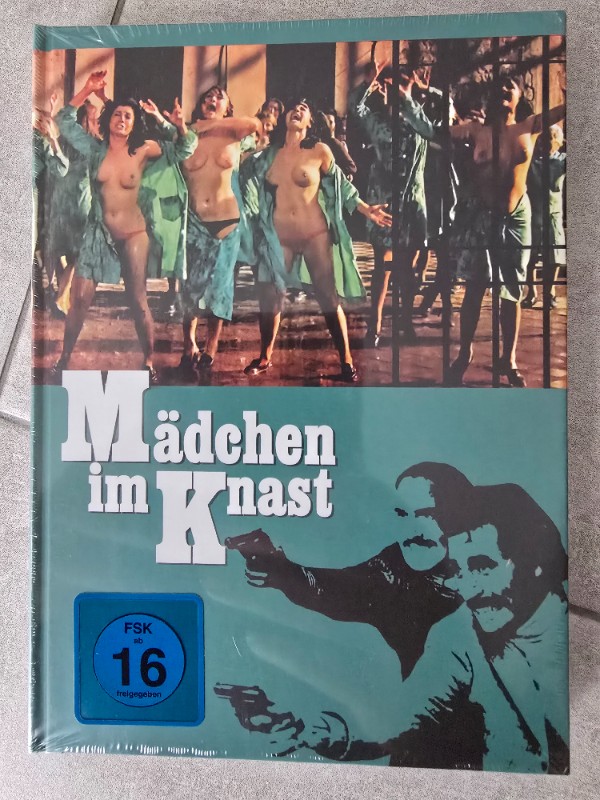 Mädchen
im Knast
FSK
ab
16
freigegeben